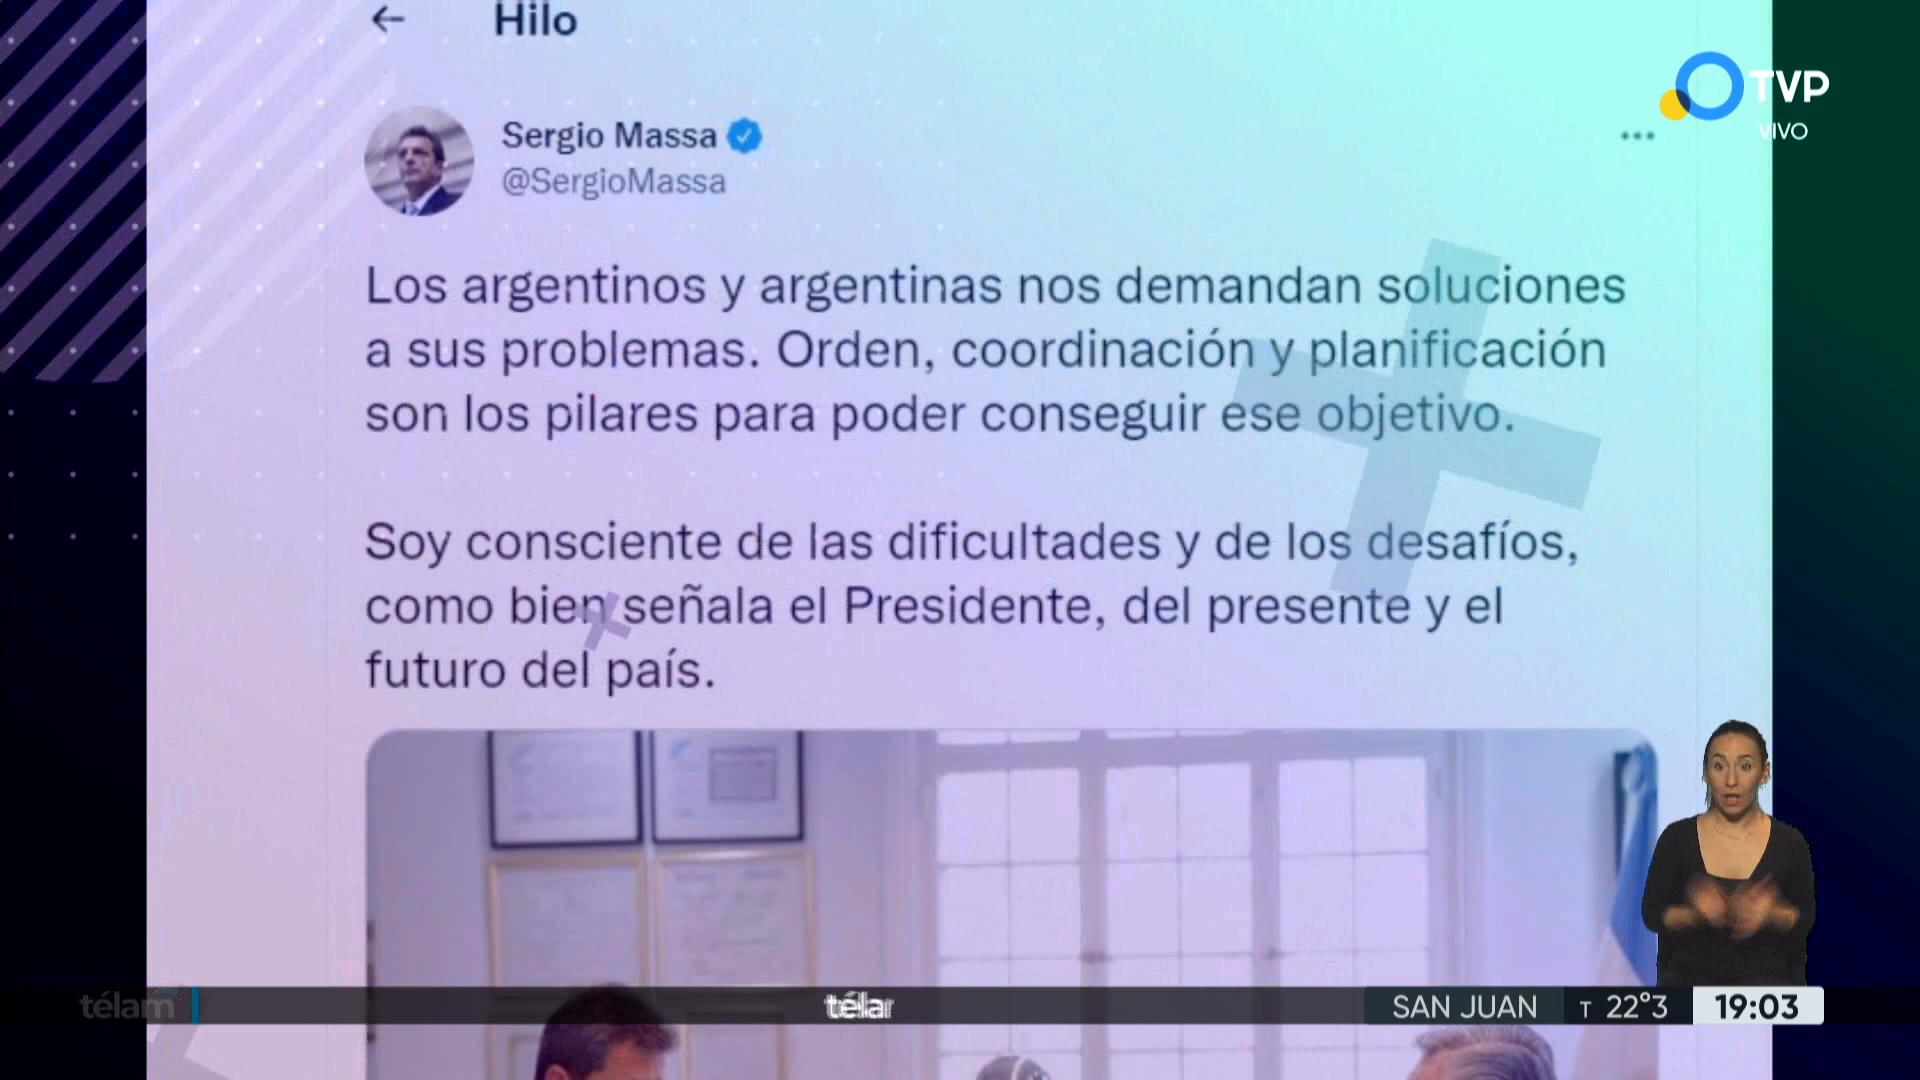 Hilo
TVP
VIVO
Sergio Massa
@SergioMassa
Los argentinos y argentinas nos demandan soluciones
a sus problemas. Orden, coordinación y planificación
son los pilares para poder conseguir ese objetivo.
Soy consciente de las dificultades y de los desafíos,
como bien señala el Presidente, del presente y el
futuro del país.
télam
SAN JUAN T 22°3 19:03